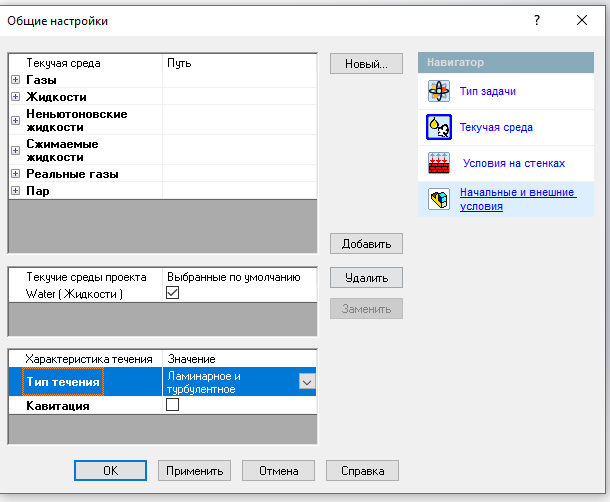 Общие настройки
?
Текучая среда Путь
Газы
Жидкости
Неньютоновские
жидкости
Сжимаемые
жидкости
Реальные газы
Пар
Новый...
Добавить
Навигатор
Тип задачи
Текучая среда
Условия на стенках
Начальные и внешние
условия
Текучие среды проекта Выбранные по умолчанию
Water ( Жидкости )
Удалить
Заменить
Характеристика течения Значение
Тип течения Ламинарное и
турбулентное
Кавитация
OK Применить Отмена Справка